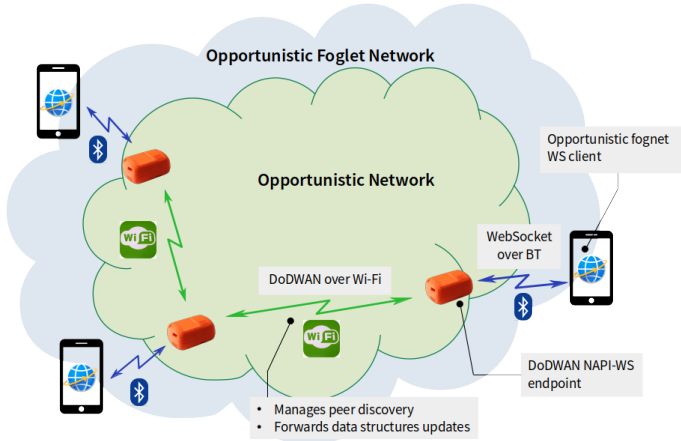 Opportunistic Foglet Network
Opportunistic fognet
WS client
Opportunistic Network
WiFi
WebSocket
over BT
DoDWAN over Wi-Fi
WiFi
DoDWAN NAPI-WS
endpoint
• Manages peer discovery
• Forwards data structures updates